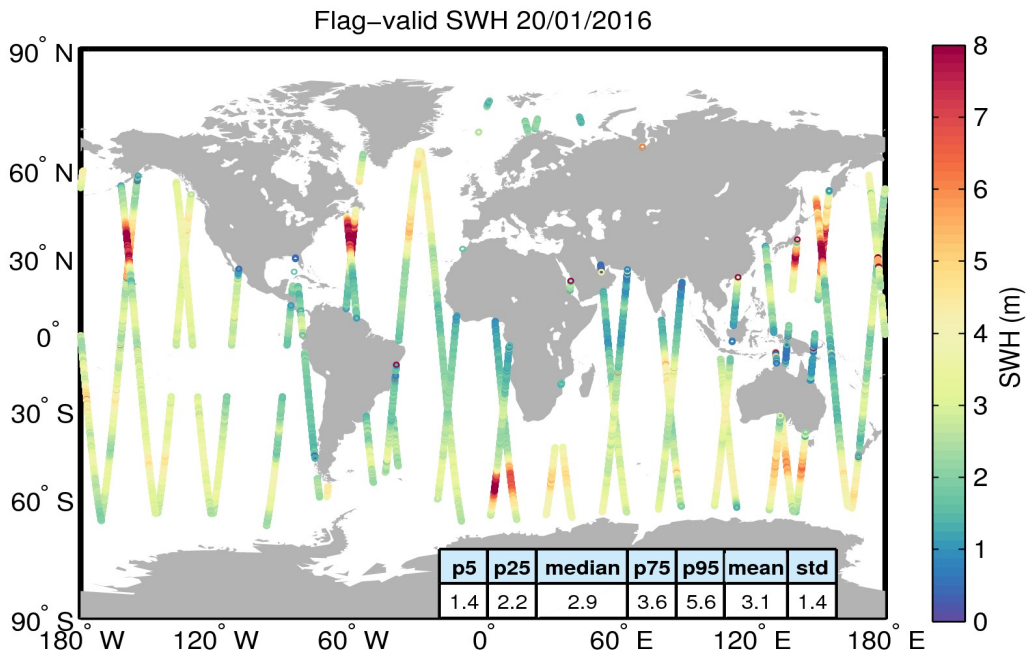 Flag−valid SWH 20/01/2016
90° N
60° N
30° N
0°
30° S
60° S
90° S
180° W
120° W
60° W
0°
60° E
120° E
180° E
p5 p25 median p75 p95 mean std
1.4 2.2 2.9 3.6 5.6 3.1 1.4
8
7
6
5
4
3
2
1
0
SWH (m)